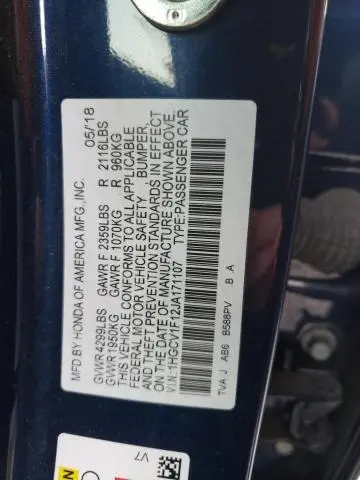 MFD.BY HONDA OF AMERICA MFG.,INC. 05/18
GVWR 4299LBS GAWR F 2359LBS R 2116LBS
GVWR 1950KG GAWR F 1070KG R 960KG
THIS VEHICLE CONFORMS TO ALL APPLICABLE
FEDERAL MOTOR VEHICLE SAFETY, BUMPER,
AND THEFT PREVENTION STANDARDS IN EFFECT
ON THE DATE OF MANUFACTURE SHOWN ABOVE.
V.I.N.:1HGCV1F12JA171107 TYPE:PASSENGER CAR
TVA J AB6 B588PV B A
V7